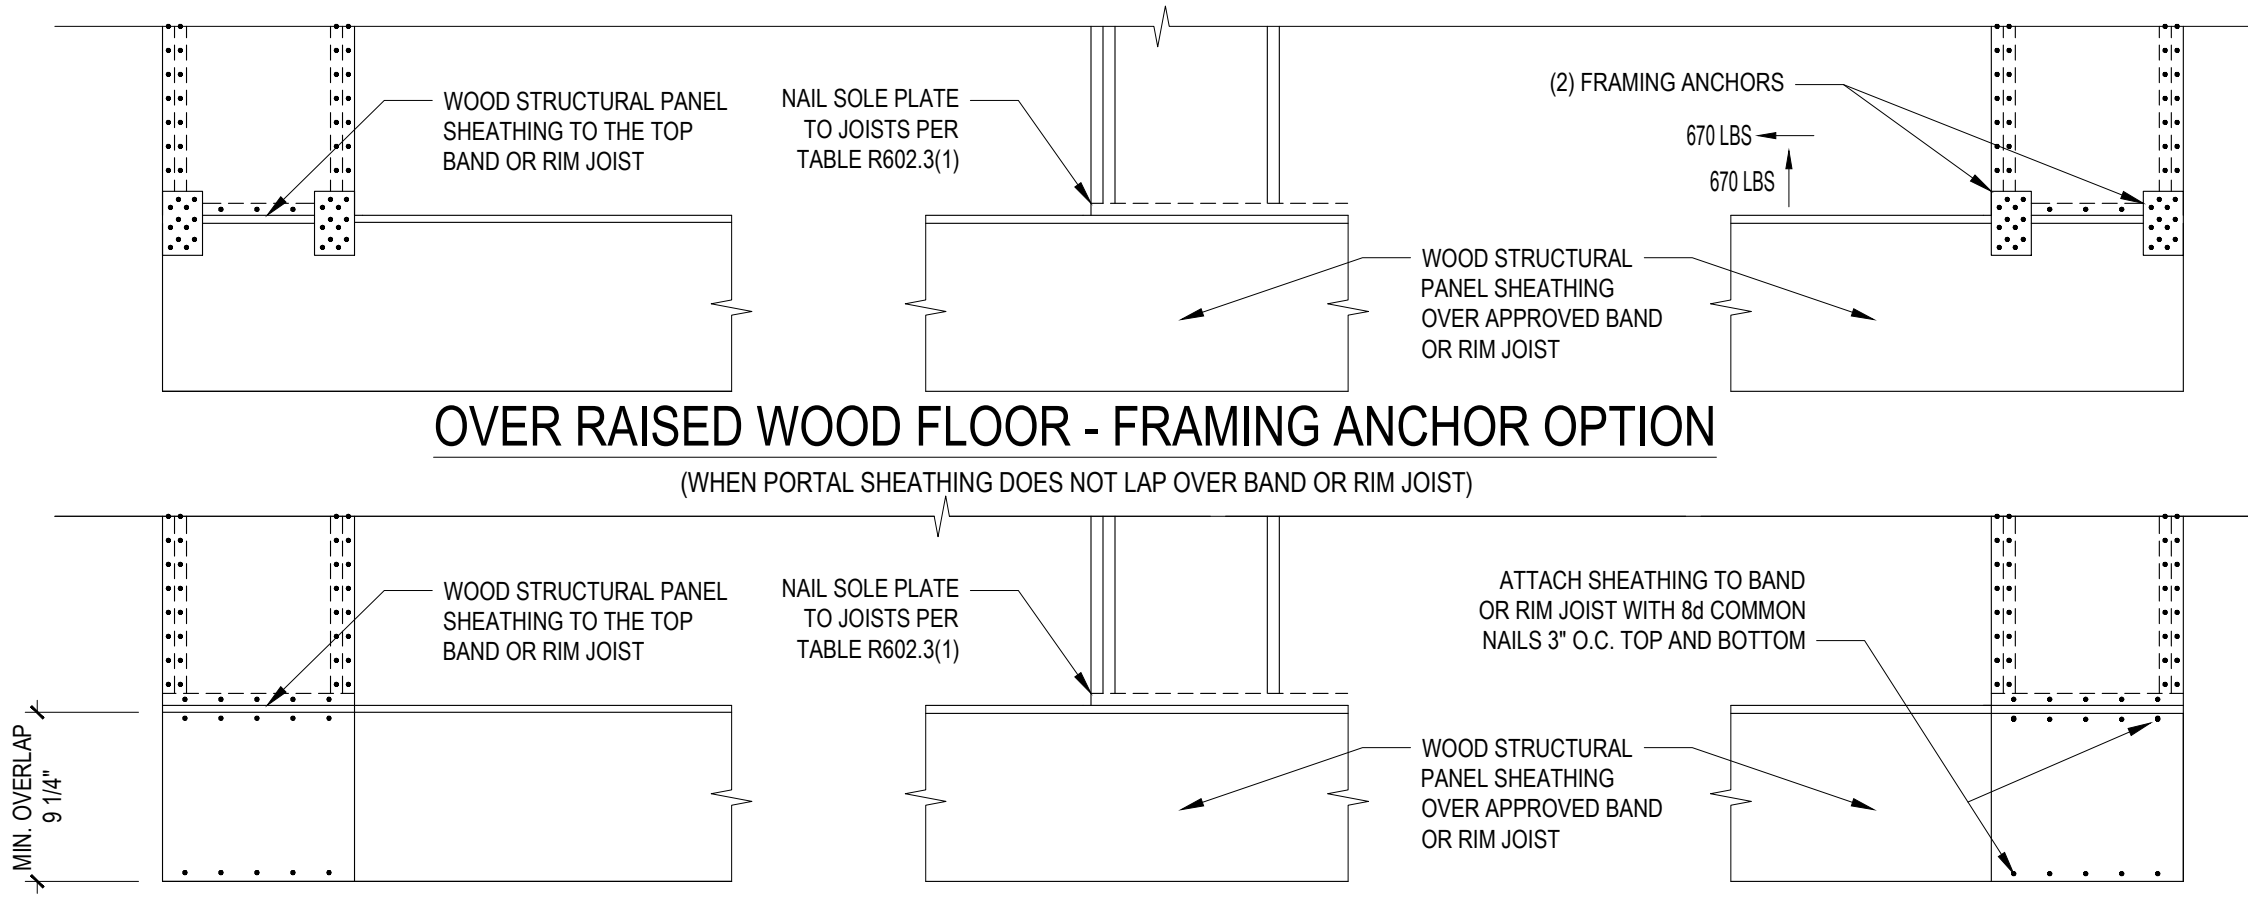 WOOD STRUCTURAL PANEL
SHEATHING TO THE TOP
BAND OR RIM JOIST
NAIL SOLE PLATE
TO JOISTS PER
TABLE R602.3(1)
(2) FRAMING ANCHORS
670 LBS
670 LBS
WOOD STRUCTURAL
PANEL SHEATHING
OVER APPROVED BAND
OR RIM JOIST
OVER RAISED WOOD FLOOR - FRAMING ANCHOR OPTION
(WHEN PORTAL SHEATHING DOES NOT LAP OVER BAND OR RIM JOIST)
WOOD STRUCTURAL PANEL
SHEATHING TO THE TOP
BAND OR RIM JOIST
NAIL SOLE PLATE
TO JOISTS PER
TABLE R602.3(1)
ATTACH SHEATHING TO BAND
OR RIM JOIST WITH 8d COMMON
NAILS 3" O.C. TOP AND BOTTOM
MIN. OVERLAP
9 1/4"
WOOD STRUCTURAL
PANEL SHEATHING
OVER APPROVED BAND
OR RIM JOIST